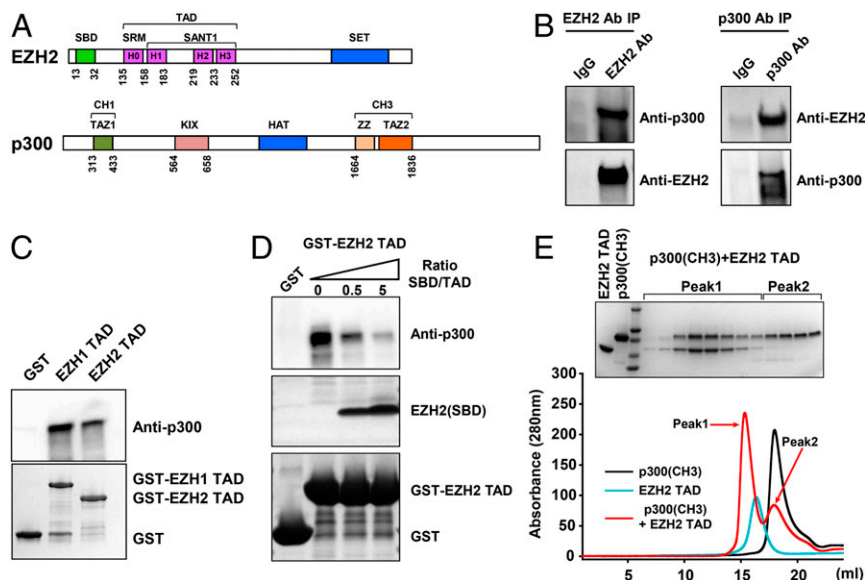 A
TAD
SBD SRM SANT1 SET
EZH2 H0 H1 H2 H3
13 32 135 158 183 219 233 252
CH1 CH3
TAZ1 KIX HAT ZZ TAZ2
p300
313 433 564 658 1664 1836
B
EZH2 Ab IP p300 Ab IP
IgG EZH2 Ab IgG p300 Ab
Anti-p300 Anti-EZH2
Anti-EZH2 Anti-p300
C
GST EZH1 TAD EZH2 TAD
Anti-p300
GST-EZH1 TAD
GST-EZH2 TAD
GST
D
GST-EZH2 TAD
GST Ratio
0 0.5 5 SBD/TAD
Anti-p300
EZH2(SBD)
GST-EZH2 TAD
GST
E
EZH2 TAD p300(CH3) p300(CH3)+EZH2 TAD
Peak1 Peak2
300
250
200
150
100
50
0
Absorbance (280nm)
Peak1
Peak2
p300(CH3)
EZH2 TAD
p300(CH3)
+ EZH2 TAD
5 10 15 20 (ml)